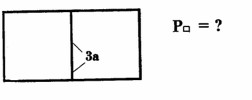 P□ = ?
3a